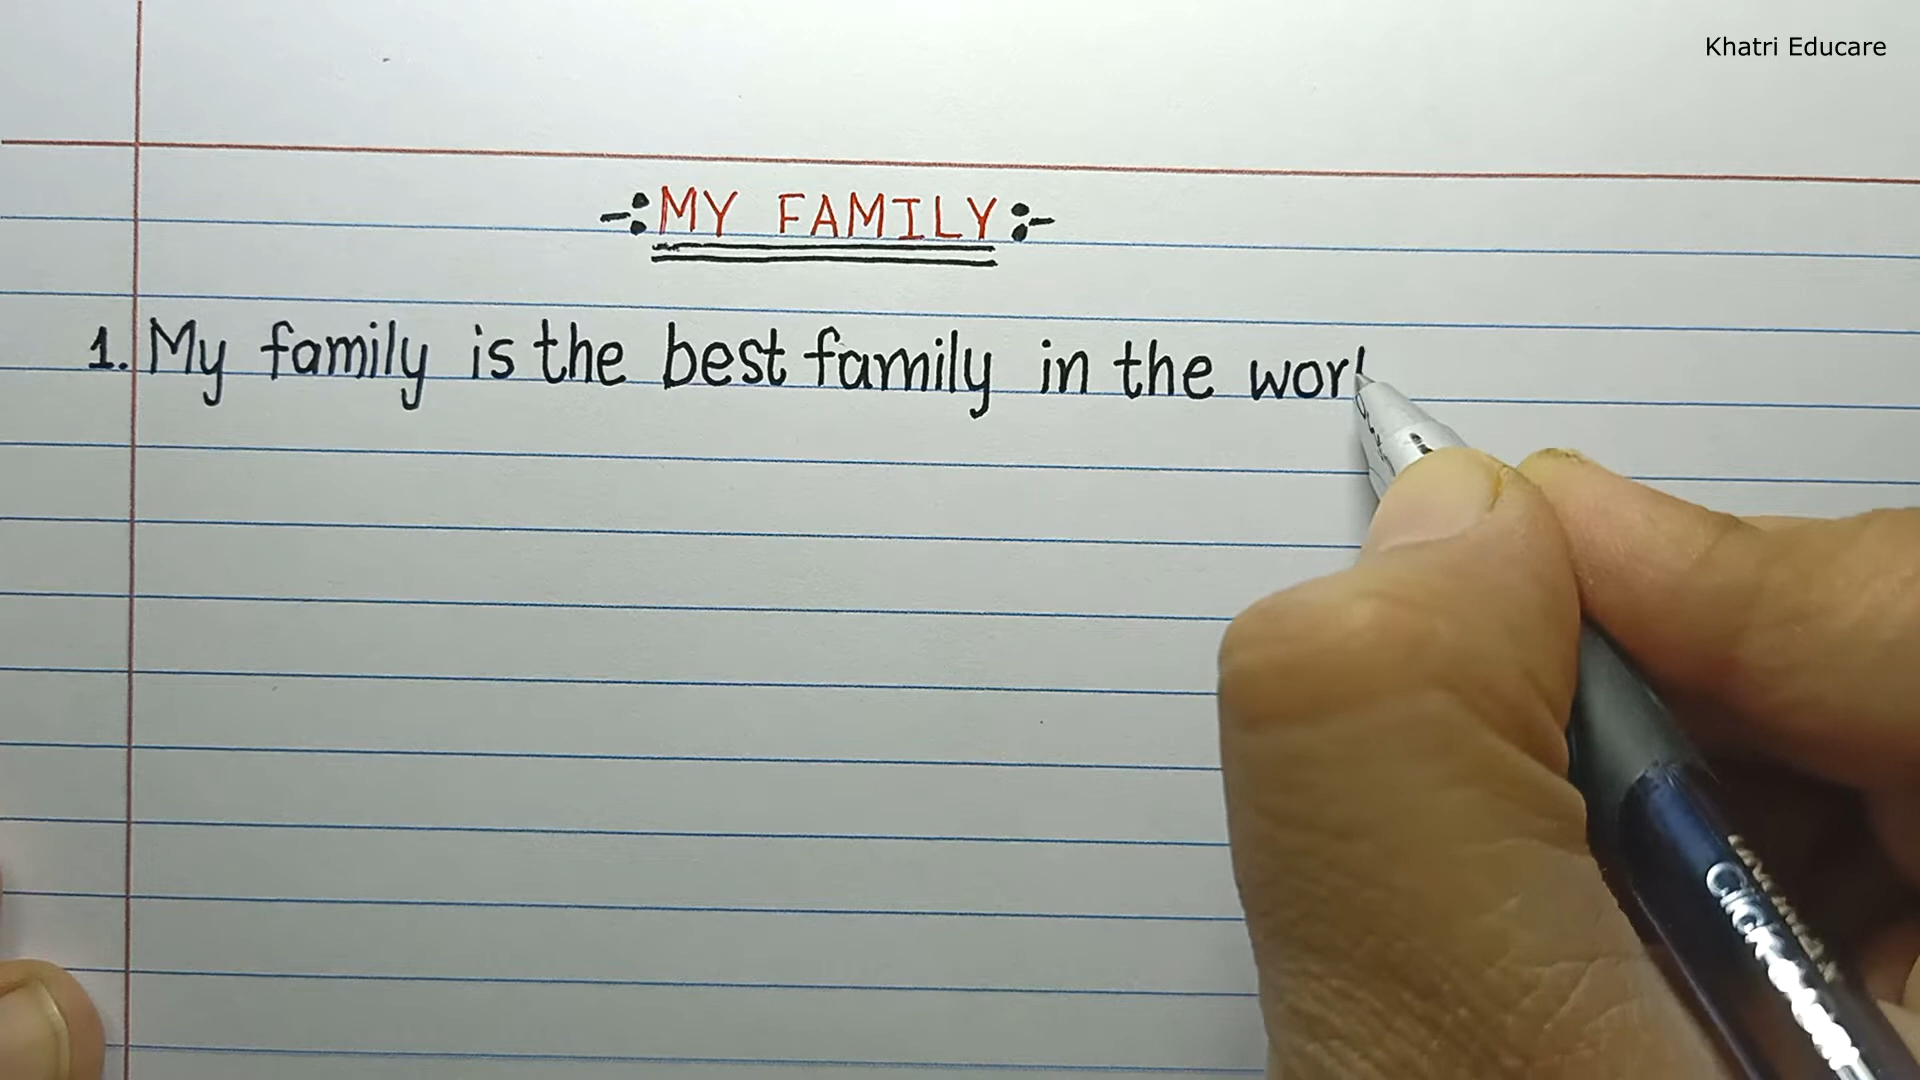 Khatri Educare
-:MY FAMILY:-
1. My family is the best family in the worl